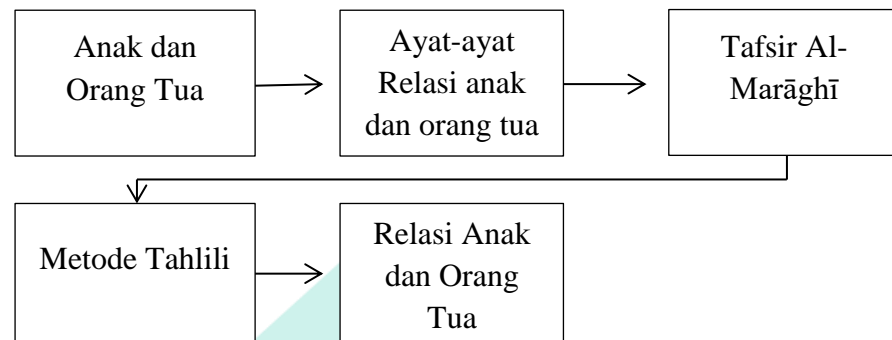 Anak dan
Orang Tua
Ayat-ayat
Relasi anak
dan orang tua
Tafsir Al-
Marāghī
Metode Tahlili
Relasi Anak
dan Orang
Tua